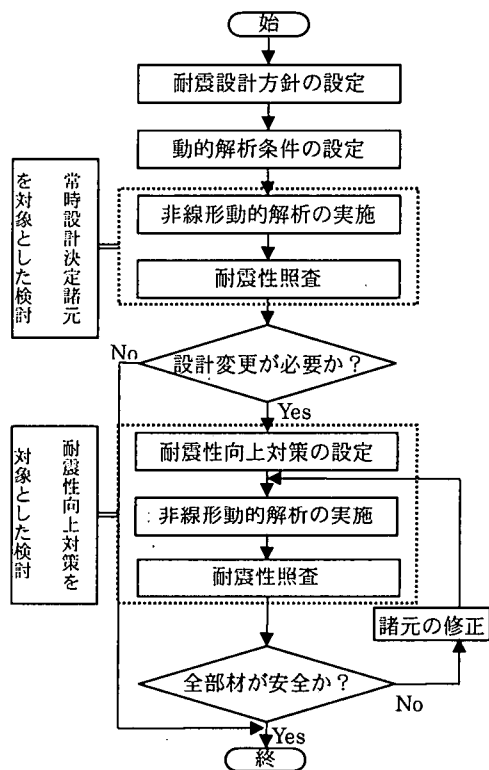 始
耐震設計方針の設定
動的解析条件の設定
常時設計決定諸元
を対象とした検討
非線形動的解析の実施
耐震性照査
設計変更が必要か？
No
Yes
耐震性向上対策を
対象とした検討
耐震性向上対策の設定
非線形動的解析の実施
耐震性照査
諸元の修正
全部材が安全か？
No
Yes
終